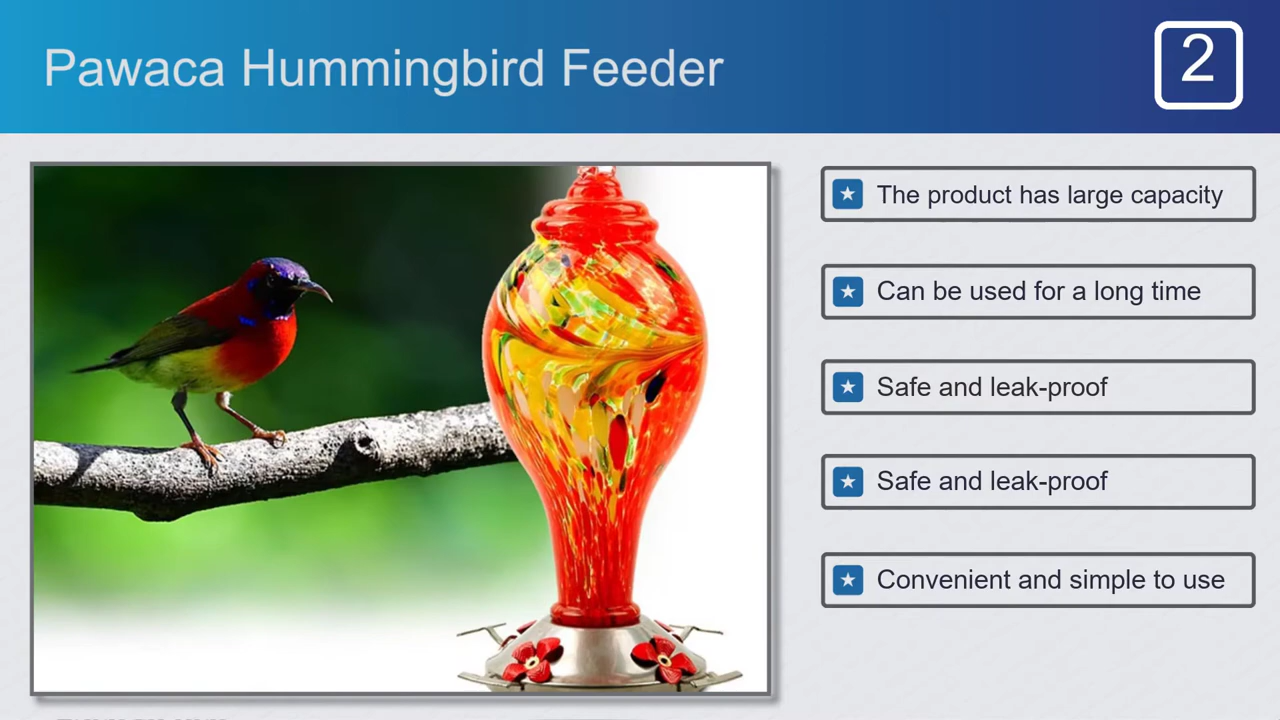 Pawaca Hummingbird Feeder
2
The product has large capacity
Can be used for a long time
Safe and leak-proof
Safe and leak-proof
Convenient and simple to use